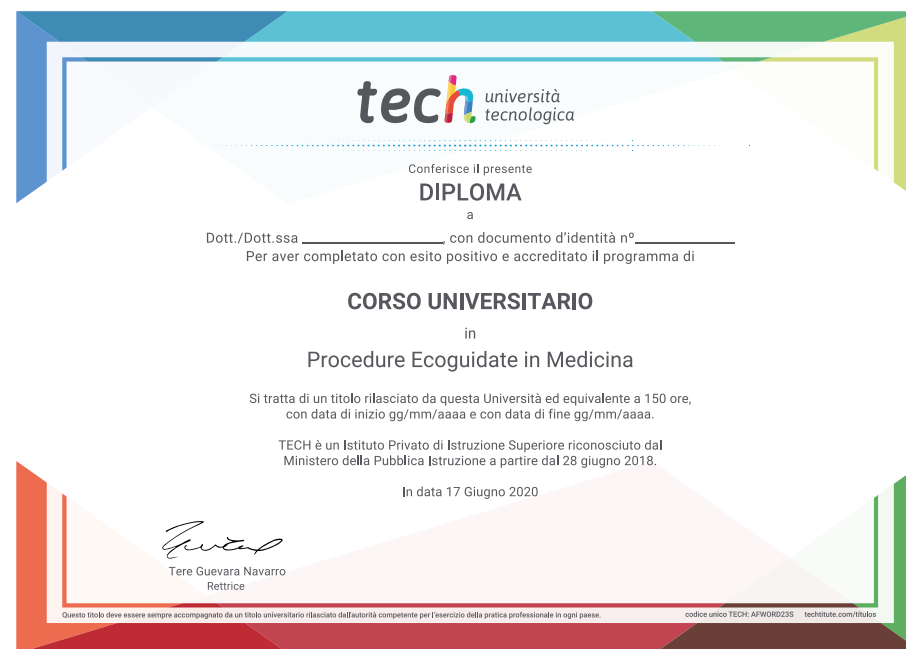 tech università
tecnologica
Conferisce il presente
DIPLOMA
a
Dott./Dott.ssa ____________________, con documento d'identità nº______________
Per aver completato con esito positivo e accreditato il programma di
CORSO UNIVERSITARIO
in
Procedure Ecoguidate in Medicina
Si tratta di un titolo rilasciato da questa Università ed equivalente a 150 ore,
con data di inizio gg/mm/aaaa e con data di fine gg/mm/aaaa.
TECH è un Istituto Privato di Istruzione Superiore riconosciuto dal
Ministero della Pubblica Istruzione a partire dal 28 giugno 2018.
In data 17 Giugno 2020
Tere Guevara Navarro
Rettrice
Questo titolo deve essere sempre accompagnato da un titolo universitario rilasciato dall'autorità competente per l'esercizio della pratica professionale in ogni paese.
codice unico TECH: AFWORD23S techtitute.com/titulos